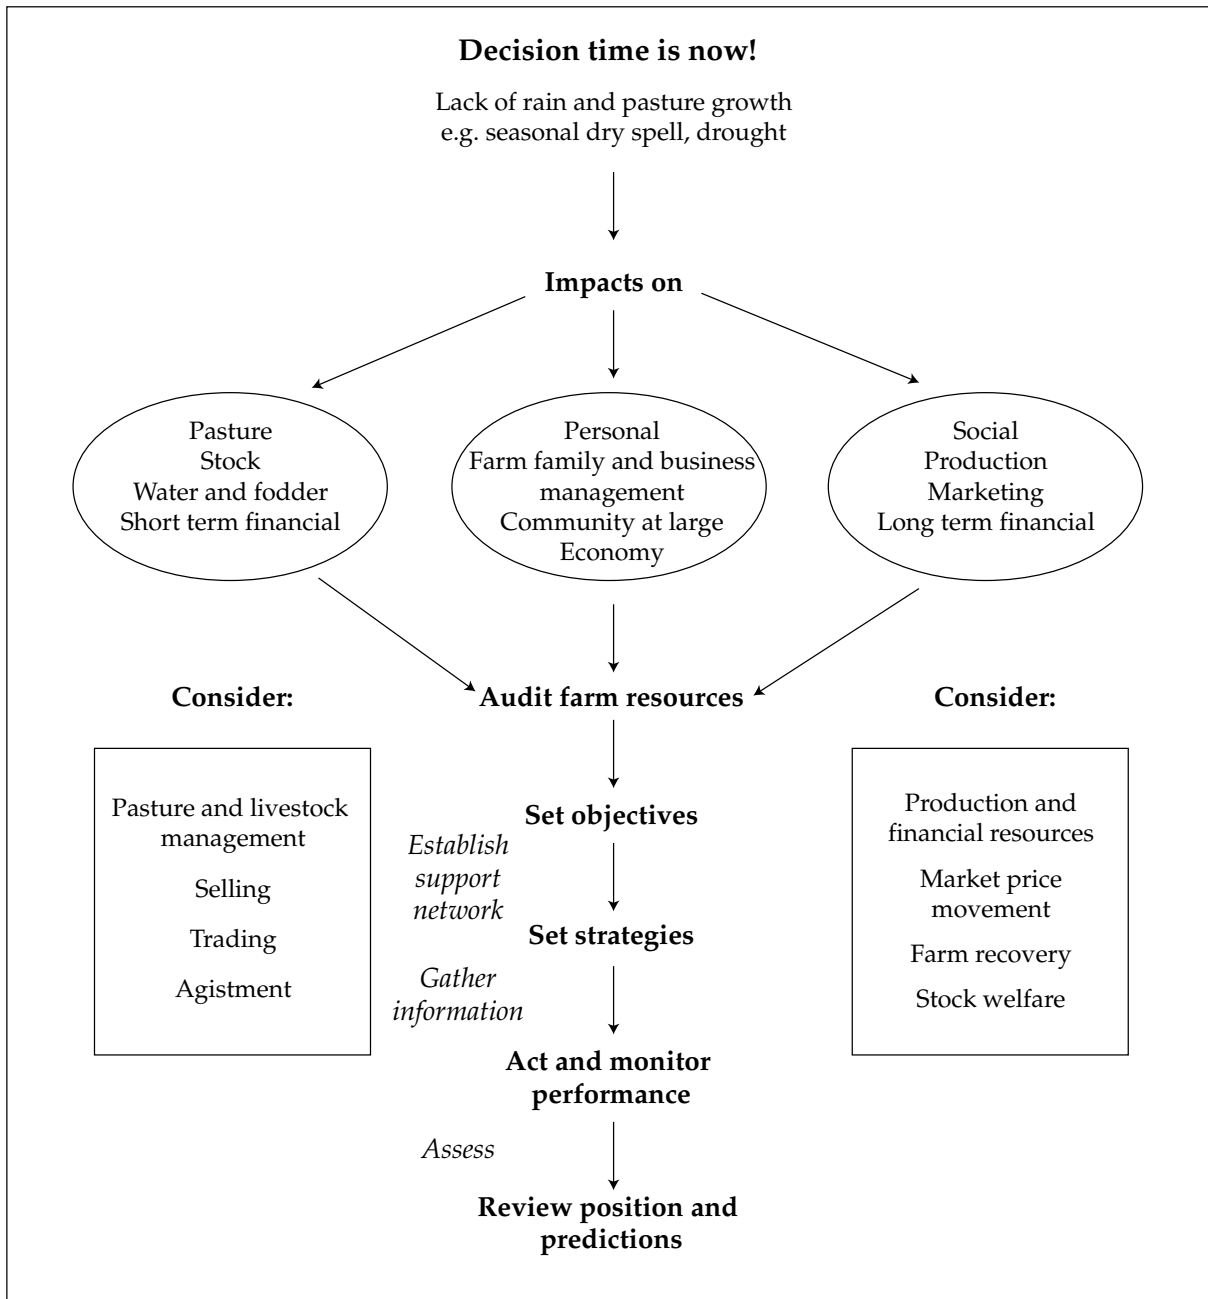 Decision time is now!
Lack of rain and pasture growth
e.g. seasonal dry spell, drought
Impacts on
Pasture
Stock
Water and fodder
Short term financial
Personal
Farm family and business
management
Community at large
Economy
Social
Production
Marketing
Long term financial
Consider:
Audit farm resources
Consider:
Pasture and livestock
management
Selling
Trading
Agistment
Set objectives
Establish
support
network
Set strategies
Gather
information
Act and monitor
performance
Assess
Review position and
predictions
Production and
financial resources
Market price
movement
Farm recovery
Stock welfare